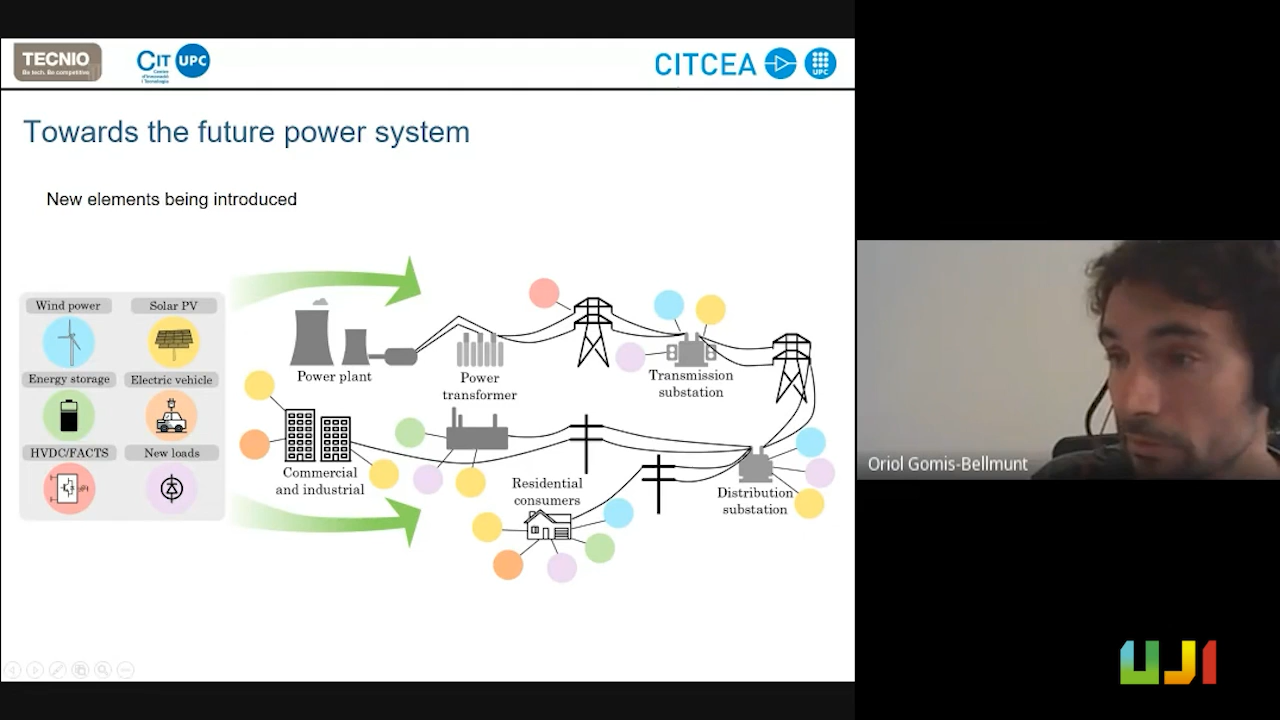 TECNIO
Be tech. Be competitive
CIT UPC
Centre
d'Innovació
i Tecnologia
CITCEA
UPC
Towards the future power system
New elements being introduced
Wind power
Solar PV
Energy storage
Electric vehicle
HVDC/FACTS
New loads
Power plant
Power
transformer
Transmission
substation
Commercial
and industrial
Residential
consumers
Distribution
substation
Oriol Gomis-Bellmunt
UJI